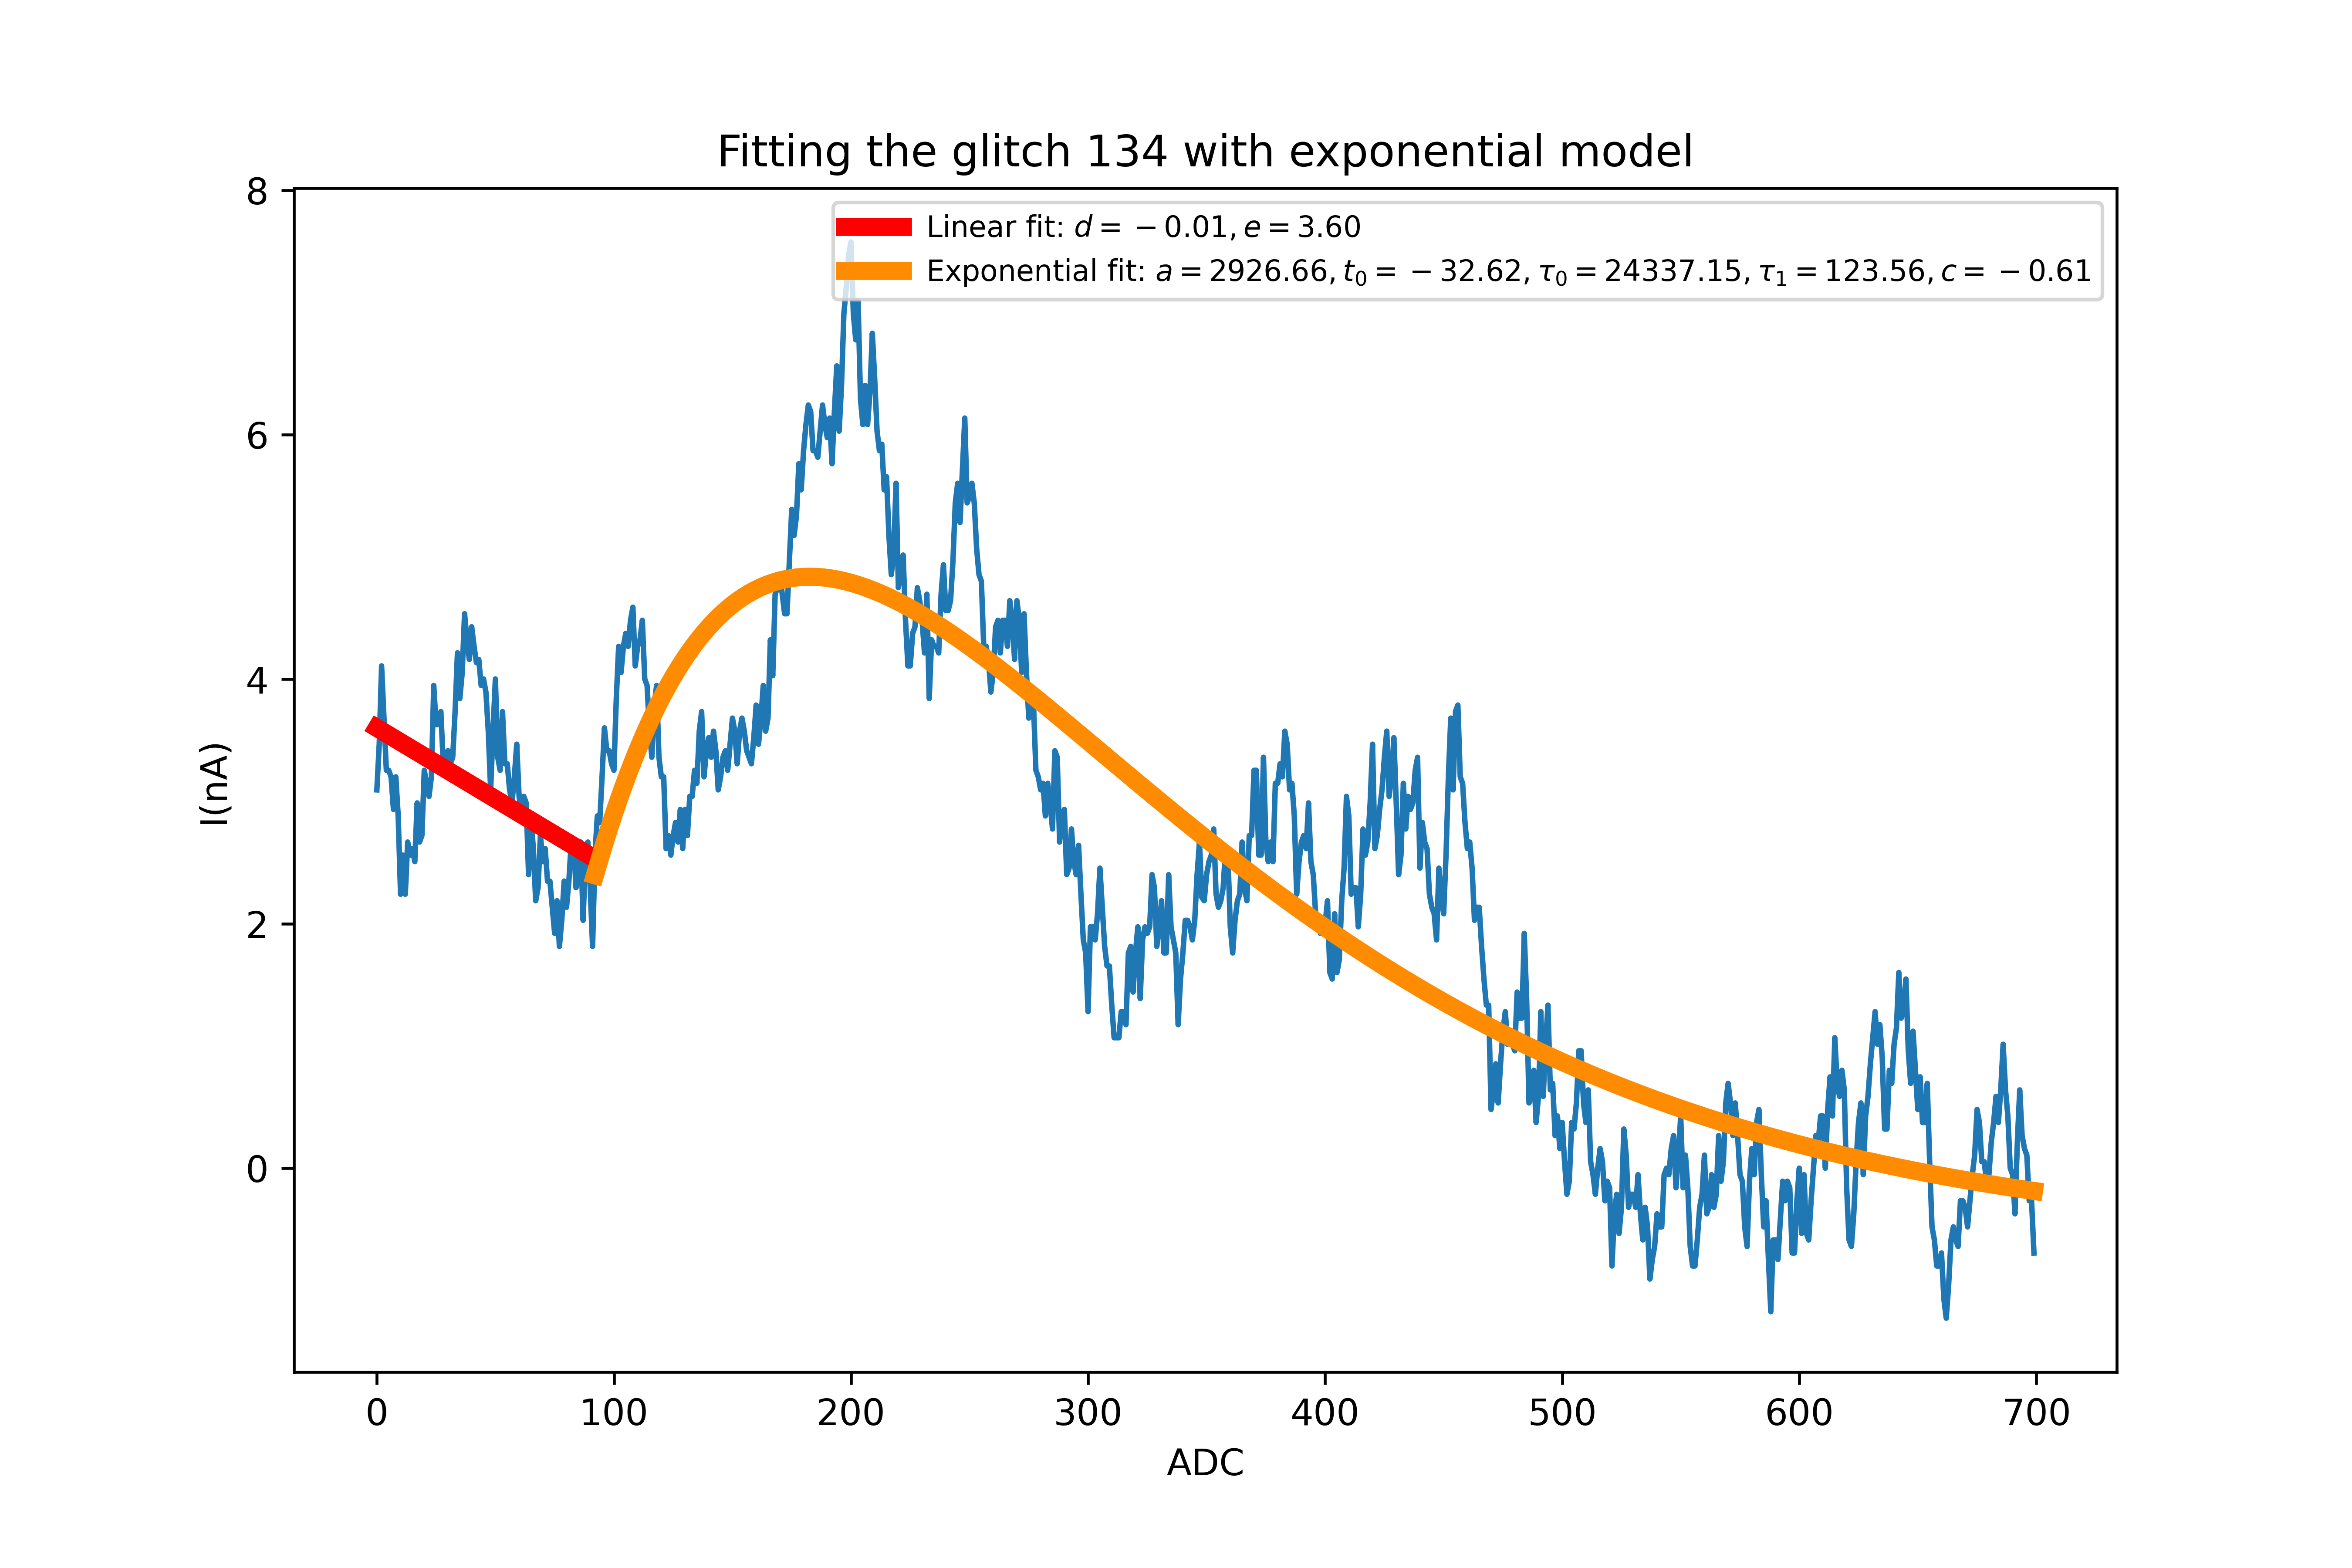 Fitting the glitch 134 with exponential model
Linear fit: d = −0.01, e = 3.60
Exponential fit: a = 2926.66, t₀ = −32.62, τ₀ = 24337.15, τ₁ = 123.56, c = −0.61
8
6
4
2
0
I(nA)
0 100 200 300 400 500 600 700
ADC